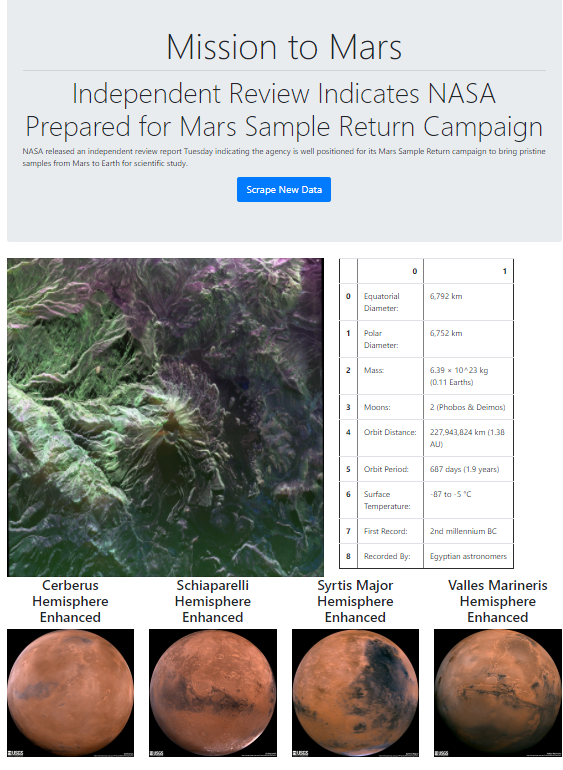 Mission to Mars
Independent Review Indicates NASA
Prepared for Mars Sample Return Campaign
NASA released an independent review report Tuesday indicating the agency is well positioned for its Mars Sample Return campaign to bring pristine
samples from Mars to Earth for scientific study.
Scrape New Data
0 1
0 Equatorial Diameter: 6,792 km
1 Polar Diameter: 6,752 km
2 Mass: 6.39 × 10^23 kg (0.11 Earths)
3 Moons: 2 (Phobos & Deimos)
4 Orbit Distance: 227,943,824 km (1.38 AU)
5 Orbit Period: 687 days (1.9 years)
6 Surface Temperature: -87 to -5 °C
7 First Record: 2nd millennium BC
8 Recorded By: Egyptian astronomers
Cerberus
Hemisphere
Enhanced
Schiaparelli
Hemisphere
Enhanced
Syrtis Major
Hemisphere
Enhanced
Valles Marineris
Hemisphere
Enhanced
USGS
USGS
USGS
USGS